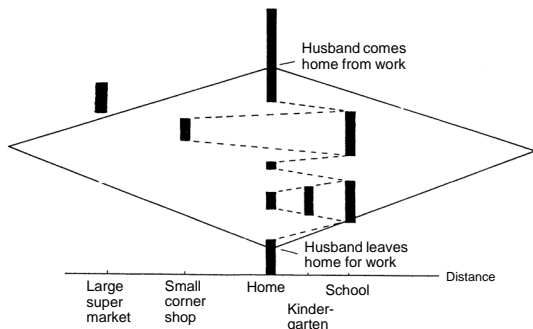 Husband comes
home from work
Husband leaves
home for work
Distance
Large
super
market
Small
corner
shop
Home
Kinder-
garten
School